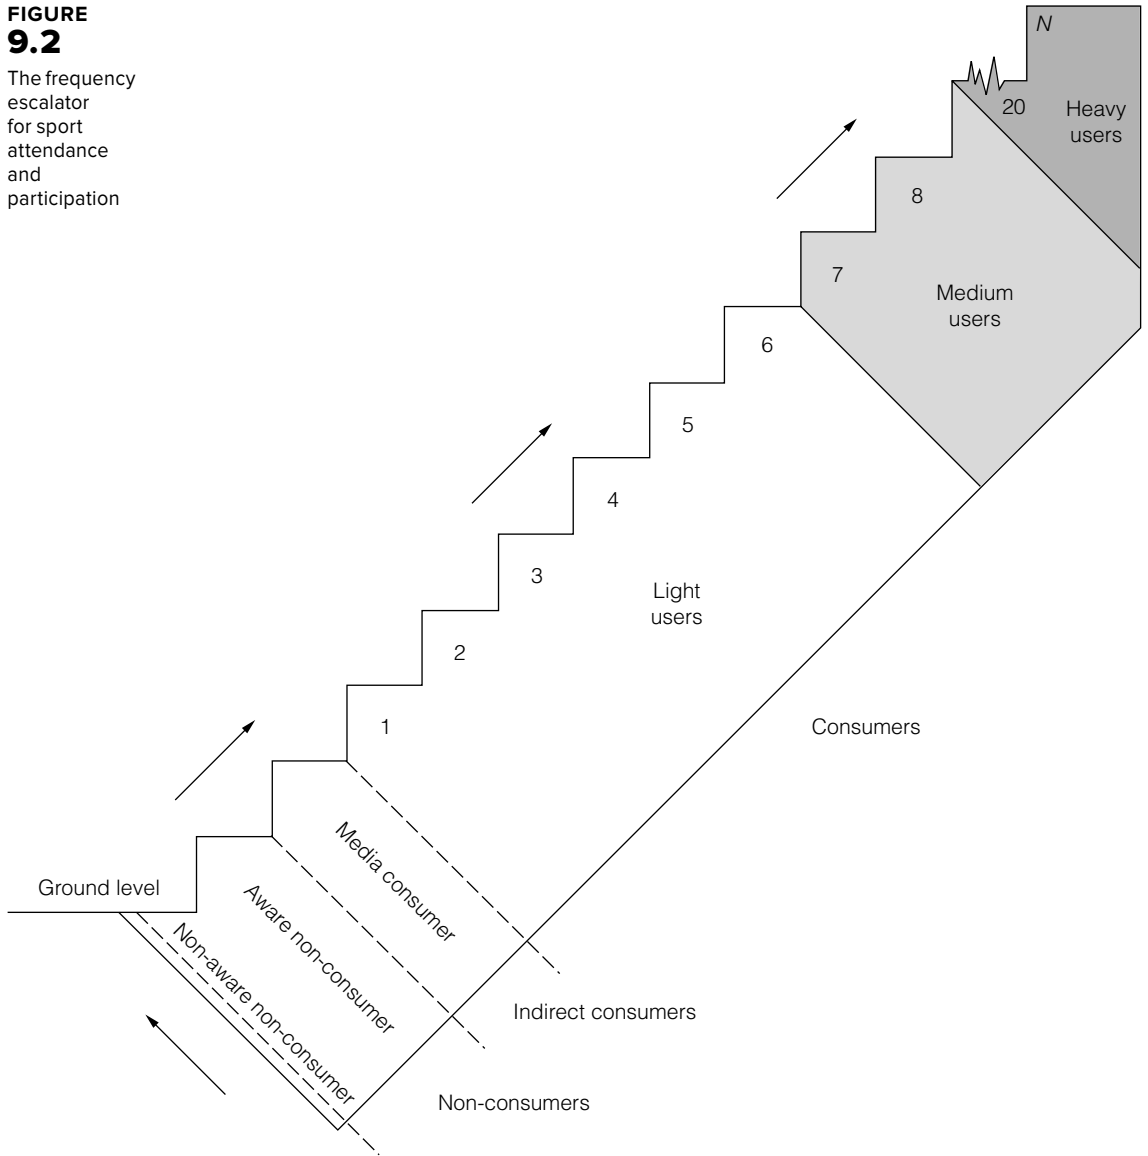 FIGURE
9.2
The frequency
escalator
for sport
attendance
and
participation
N
20
Heavy
users
8
7
Medium
users
6
5
4
3
Light
users
2
1
Consumers
Media consumer
Ground level
Aware non-consumer
Non-aware non-consumer
Indirect consumers
Non-consumers